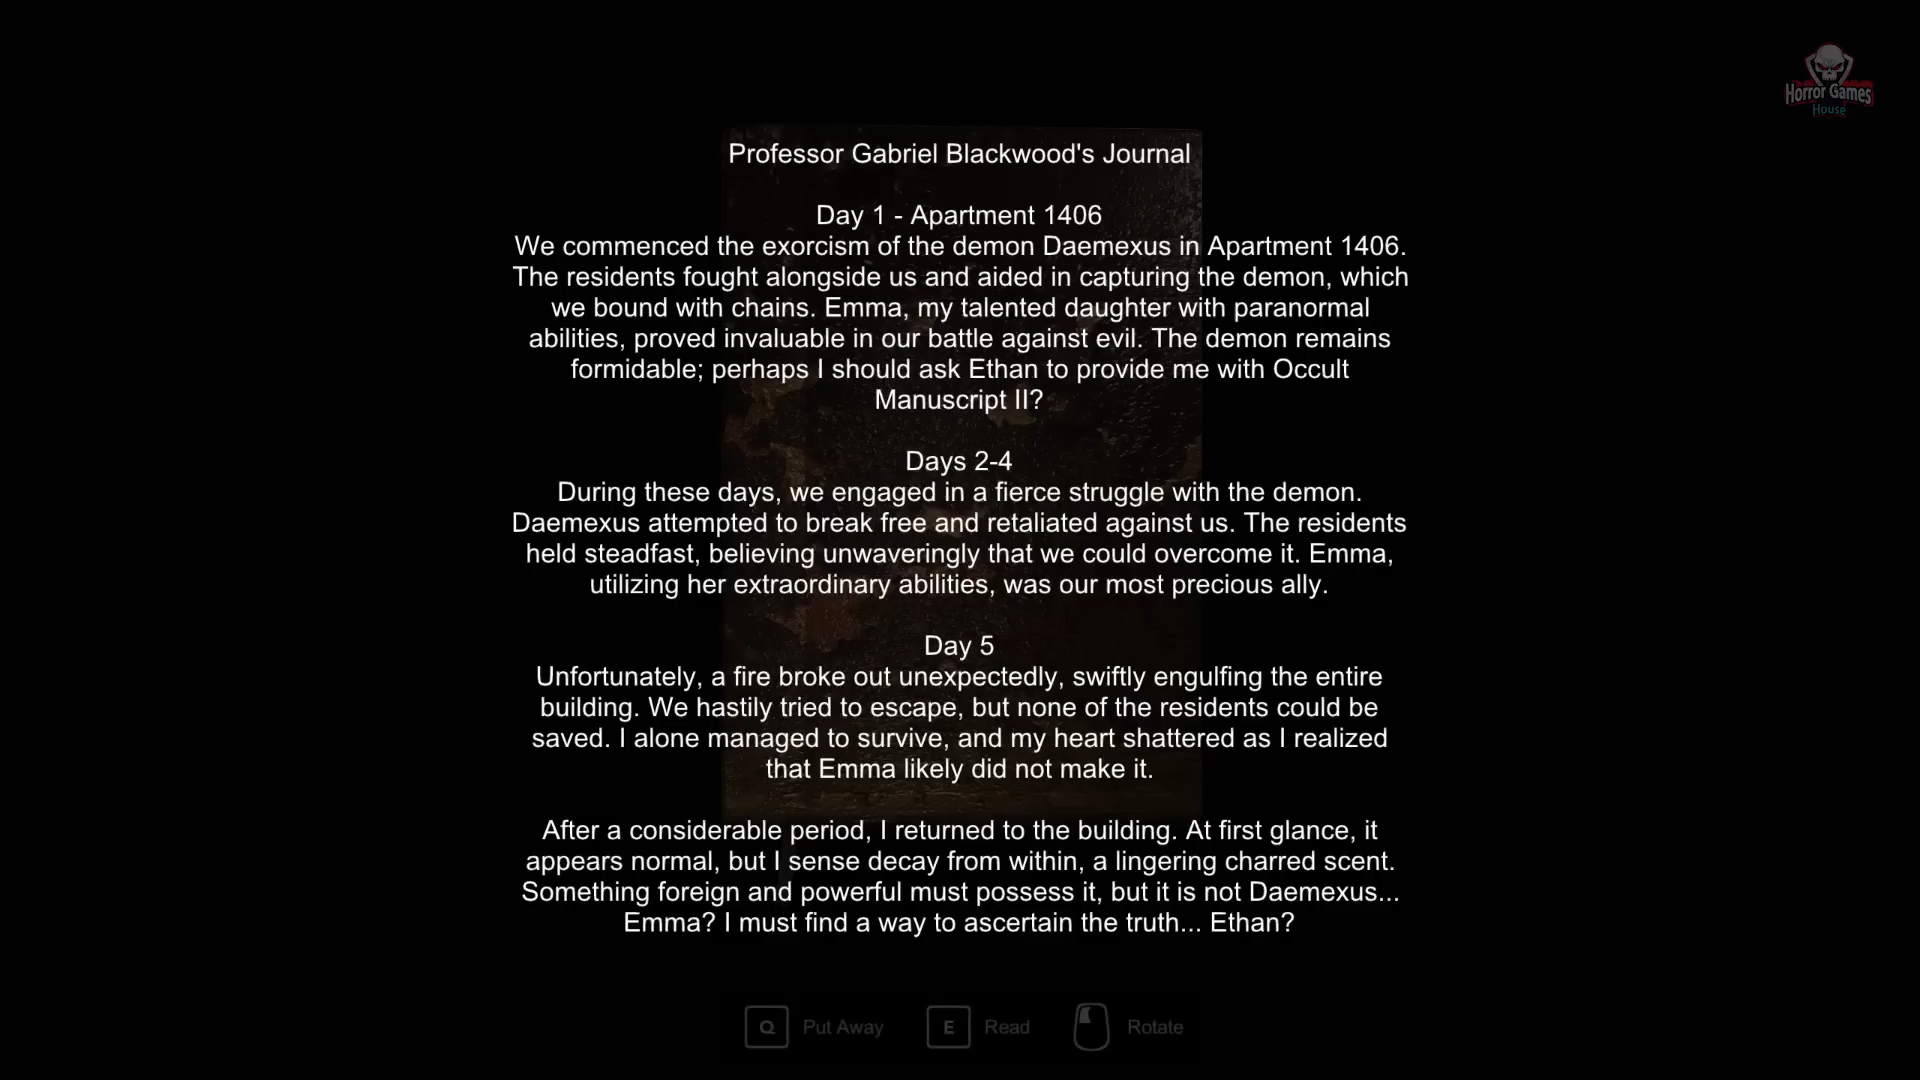 Horror Games
House
Professor Gabriel Blackwood's Journal
Day 1 - Apartment 1406
We commenced the exorcism of the demon Daemexus in Apartment 1406.
The residents fought alongside us and aided in capturing the demon, which
we bound with chains. Emma, my talented daughter with paranormal
abilities, proved invaluable in our battle against evil. The demon remains
formidable; perhaps I should ask Ethan to provide me with Occult
Manuscript II?
Days 2-4
During these days, we engaged in a fierce struggle with the demon.
Daemexus attempted to break free and retaliated against us. The residents
held steadfast, believing unwaveringly that we could overcome it. Emma,
utilizing her extraordinary abilities, was our most precious ally.
Day 5
Unfortunately, a fire broke out unexpectedly, swiftly engulfing the entire
building. We hastily tried to escape, but none of the residents could be
saved. I alone managed to survive, and my heart shattered as I realized
that Emma likely did not make it.
After a considerable period, I returned to the building. At first glance, it
appears normal, but I sense decay from within, a lingering charred scent.
Something foreign and powerful must possess it, but it is not Daemexus...
Emma? I must find a way to ascertain the truth... Ethan?
Q Put Away E Read Rotate